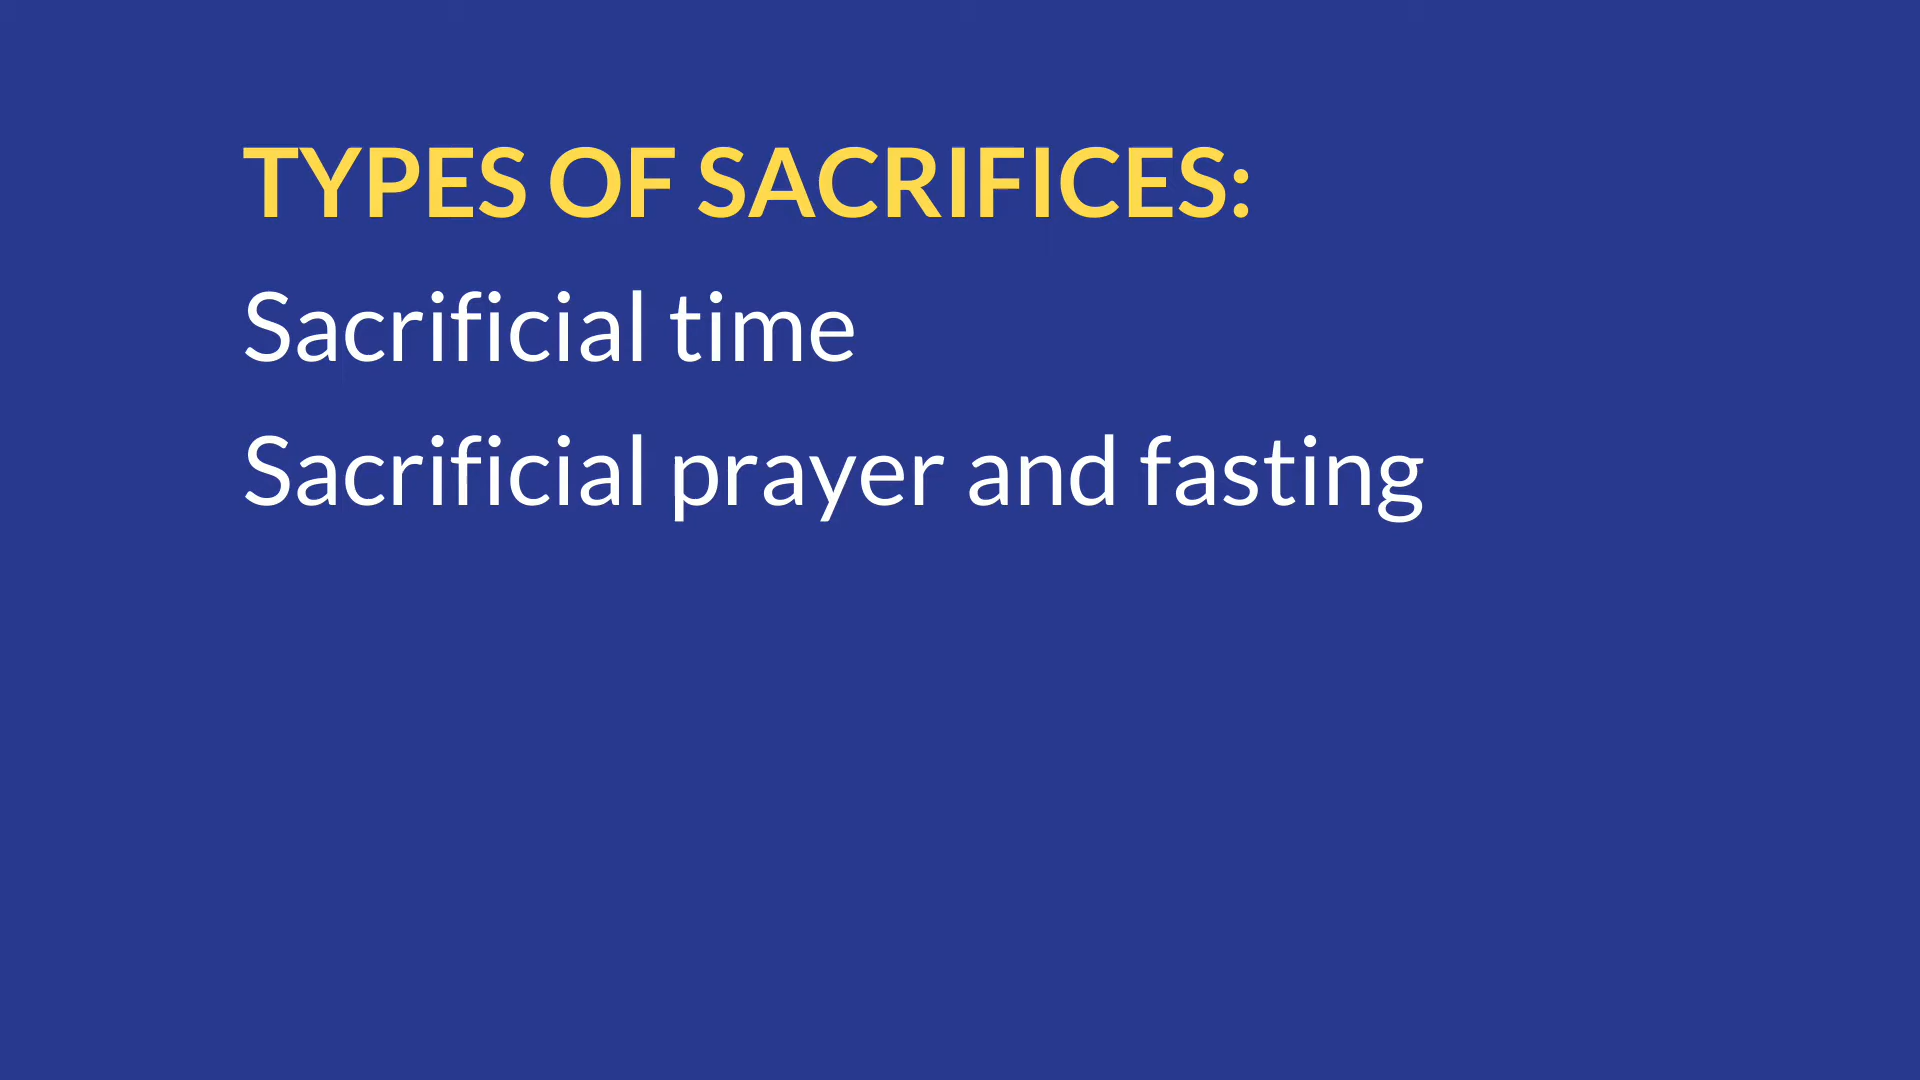 TYPES OF SACRIFICES:
Sacrificial time
Sacrificial prayer and fasting